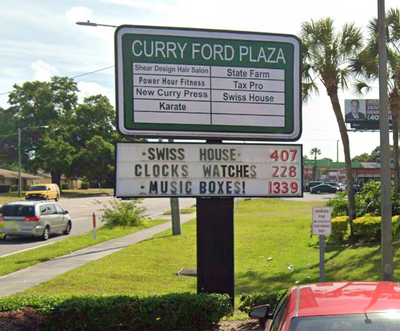 CURRY FORD PLAZA
Shear Design Hair Salon
State Farm
Power Hour Fitness
Tax Pro
New Curry Press
Swiss House
Karate
·SWISS HOUSE· 407
CLOCKS WATCHES 228
·MUSIC BOXES! 1339